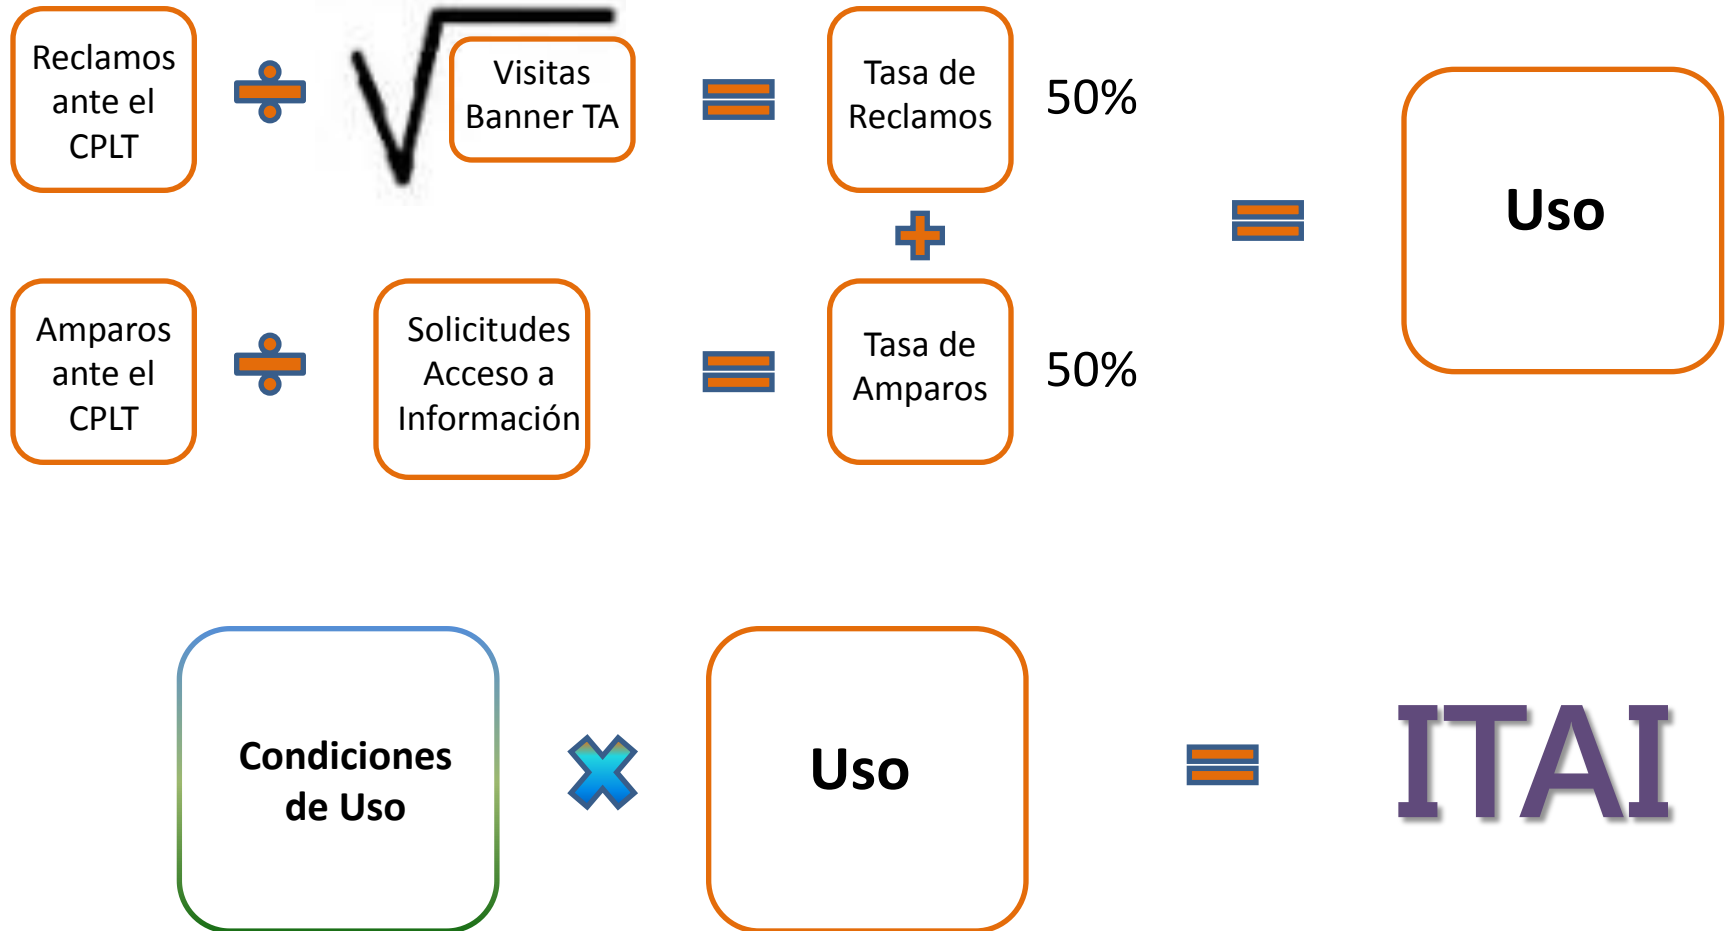 Reclamos
ante el
CPLT
Visitas
Banner TA
Tasa de
Reclamos
50%
Uso
Amparos
ante el
CPLT
Solicitudes
Acceso a
Información
Tasa de
Amparos
50%
Condiciones
de Uso
Uso
ITAI